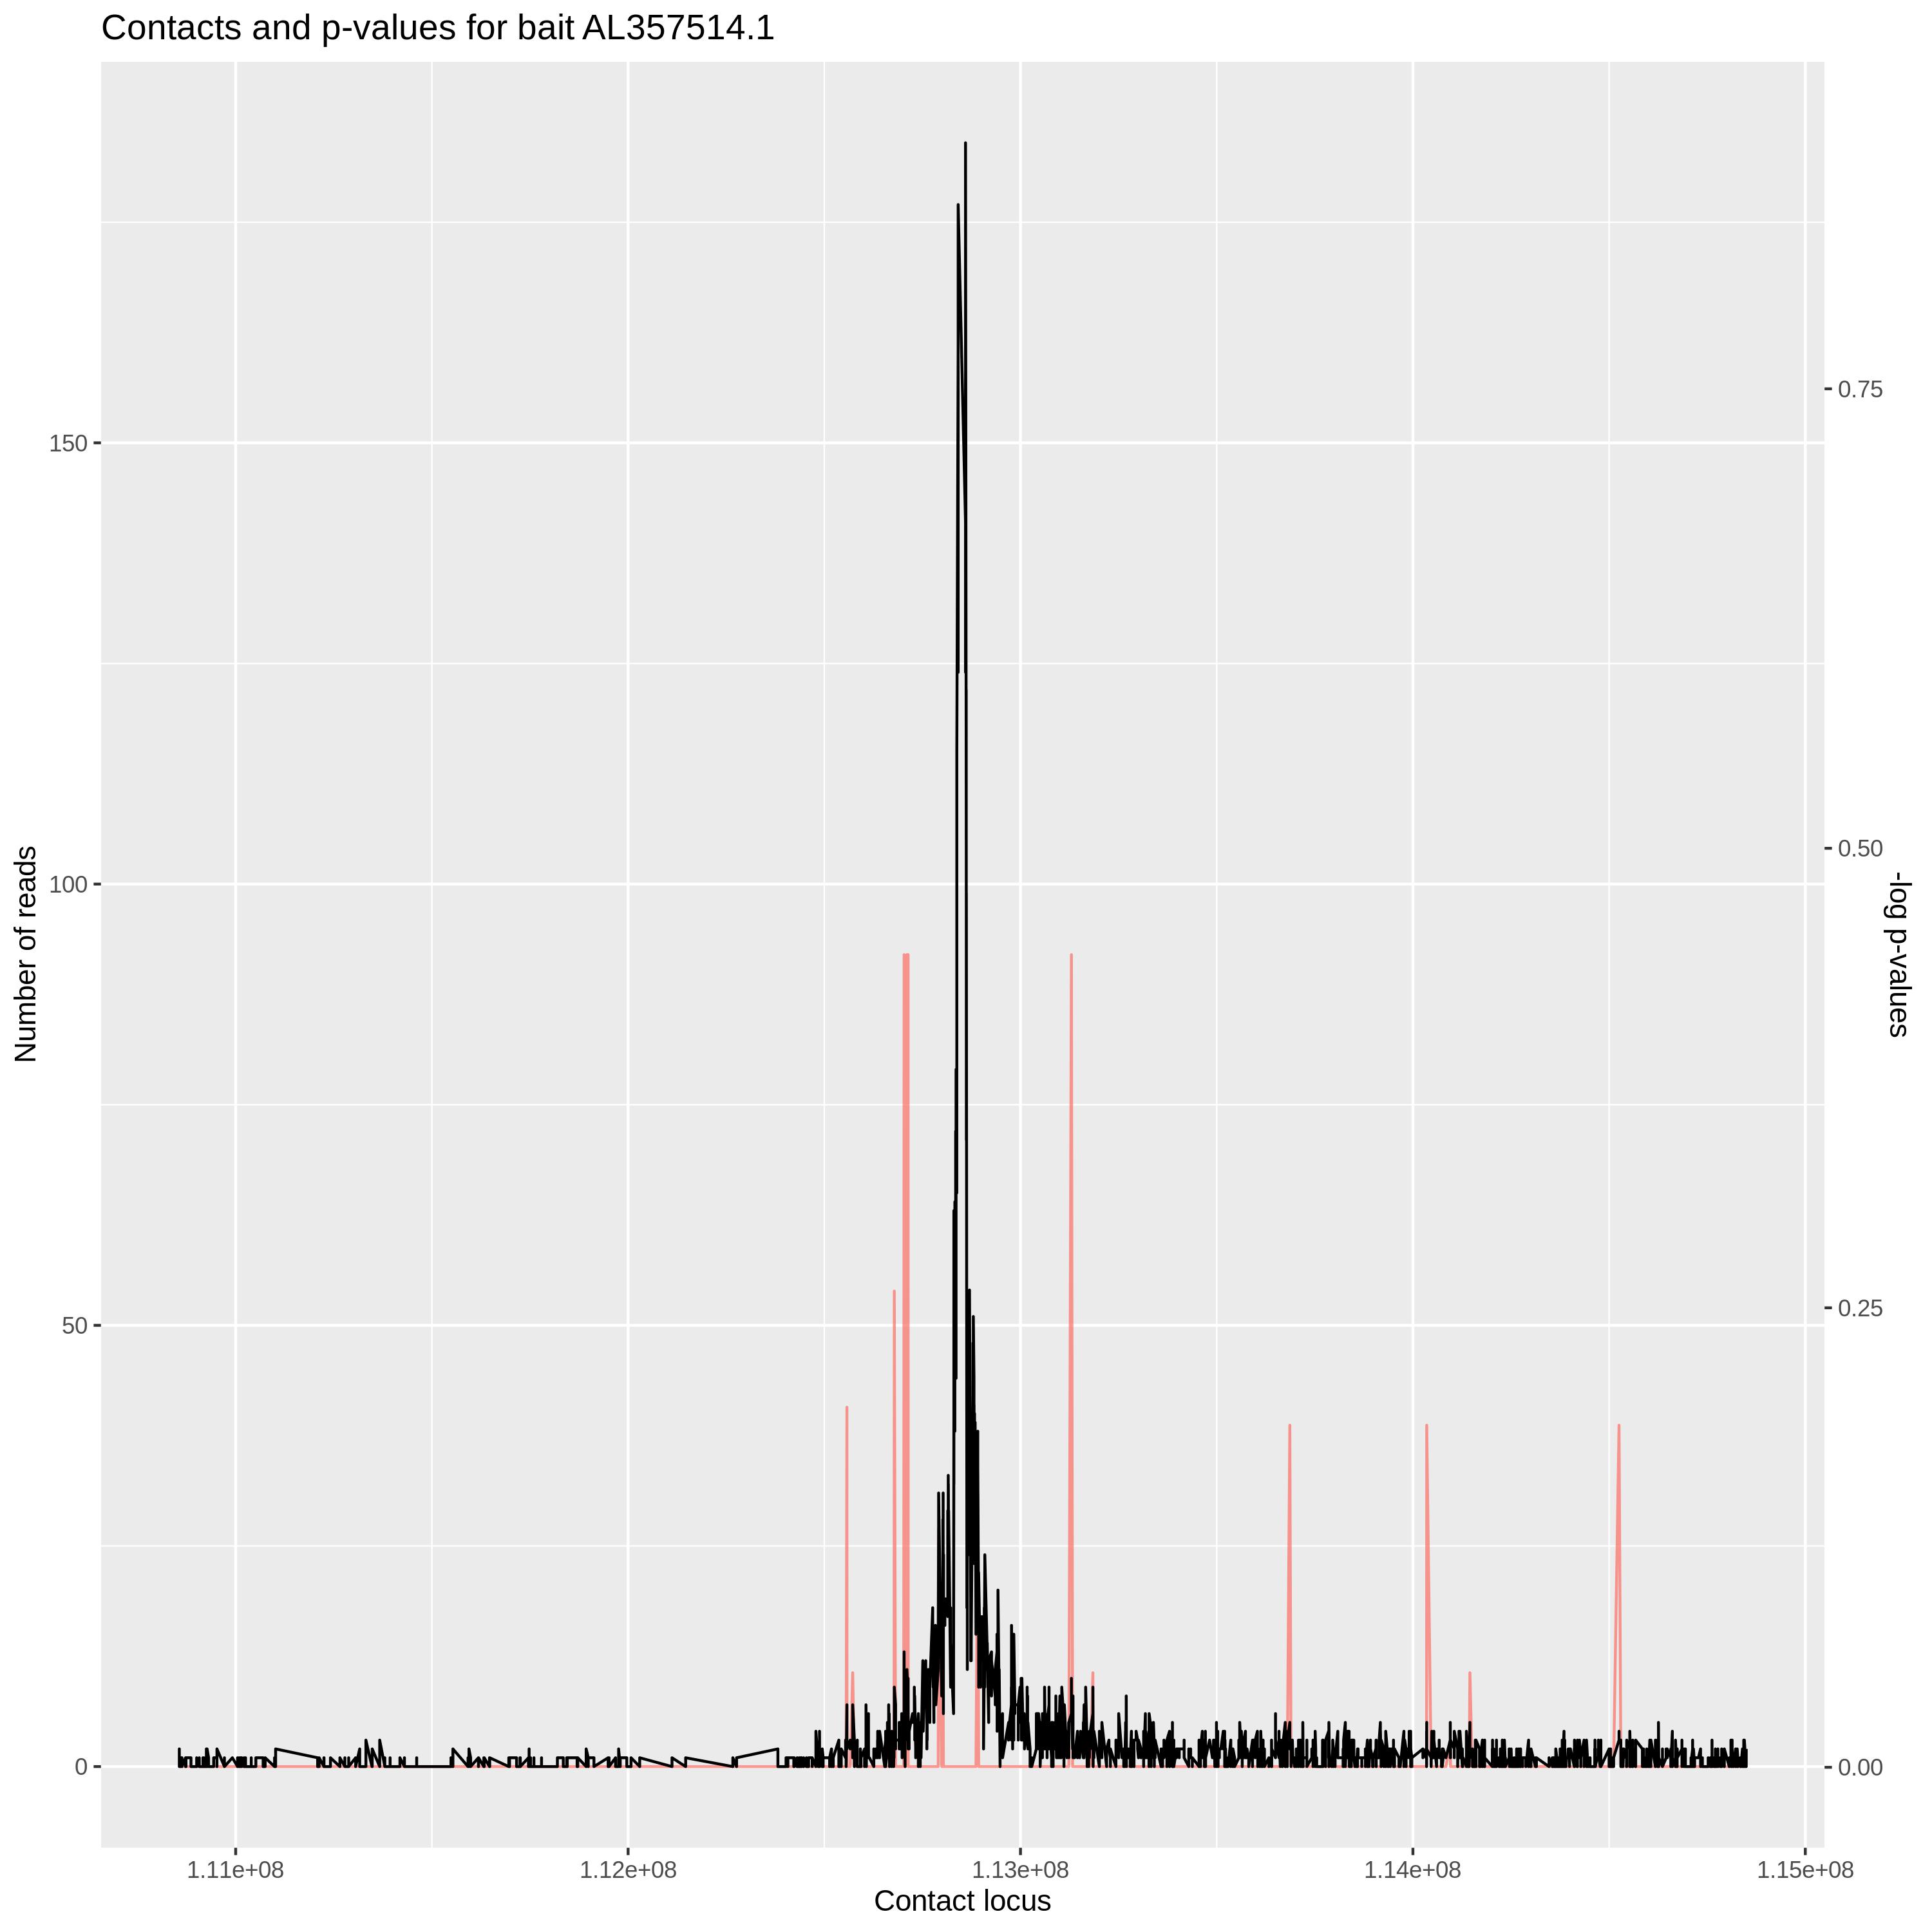 Contacts and p-values for bait AL357514.1
150
100
50
0
Number of reads
0.75
0.50
0.25
0.00
-log p-values
1.11e+08
1.12e+08
1.13e+08
1.14e+08
1.15e+08
Contact locus